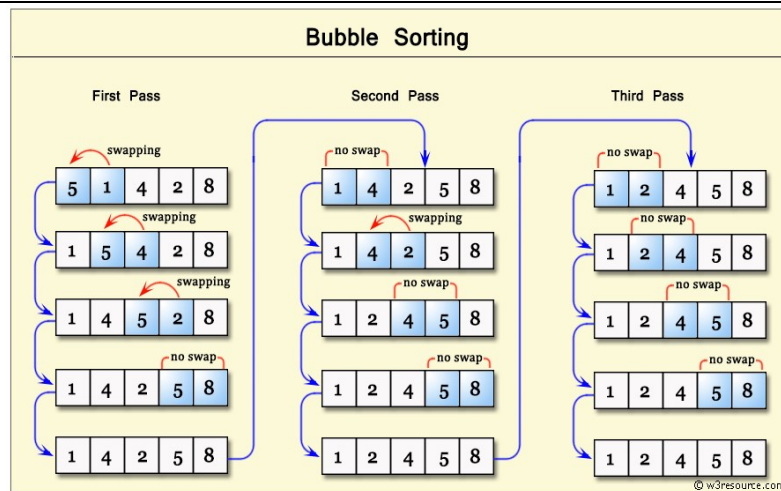 Bubble Sorting
First Pass
swapping
5 1 4 2 8
swapping
1 5 4 2 8
swapping
1 4 5 2 8
no swap
1 4 2 5 8
1 4 2 5 8
Second Pass
no swap
1 4 2 5 8
swapping
1 4 2 5 8
no swap
1 2 4 5 8
no swap
1 2 4 5 8
1 2 4 5 8
Third Pass
no swap
1 2 4 5 8
no swap
1 2 4 5 8
no swap
1 2 4 5 8
no swap
1 2 4 5 8
1 2 4 5 8
© w3resource.com